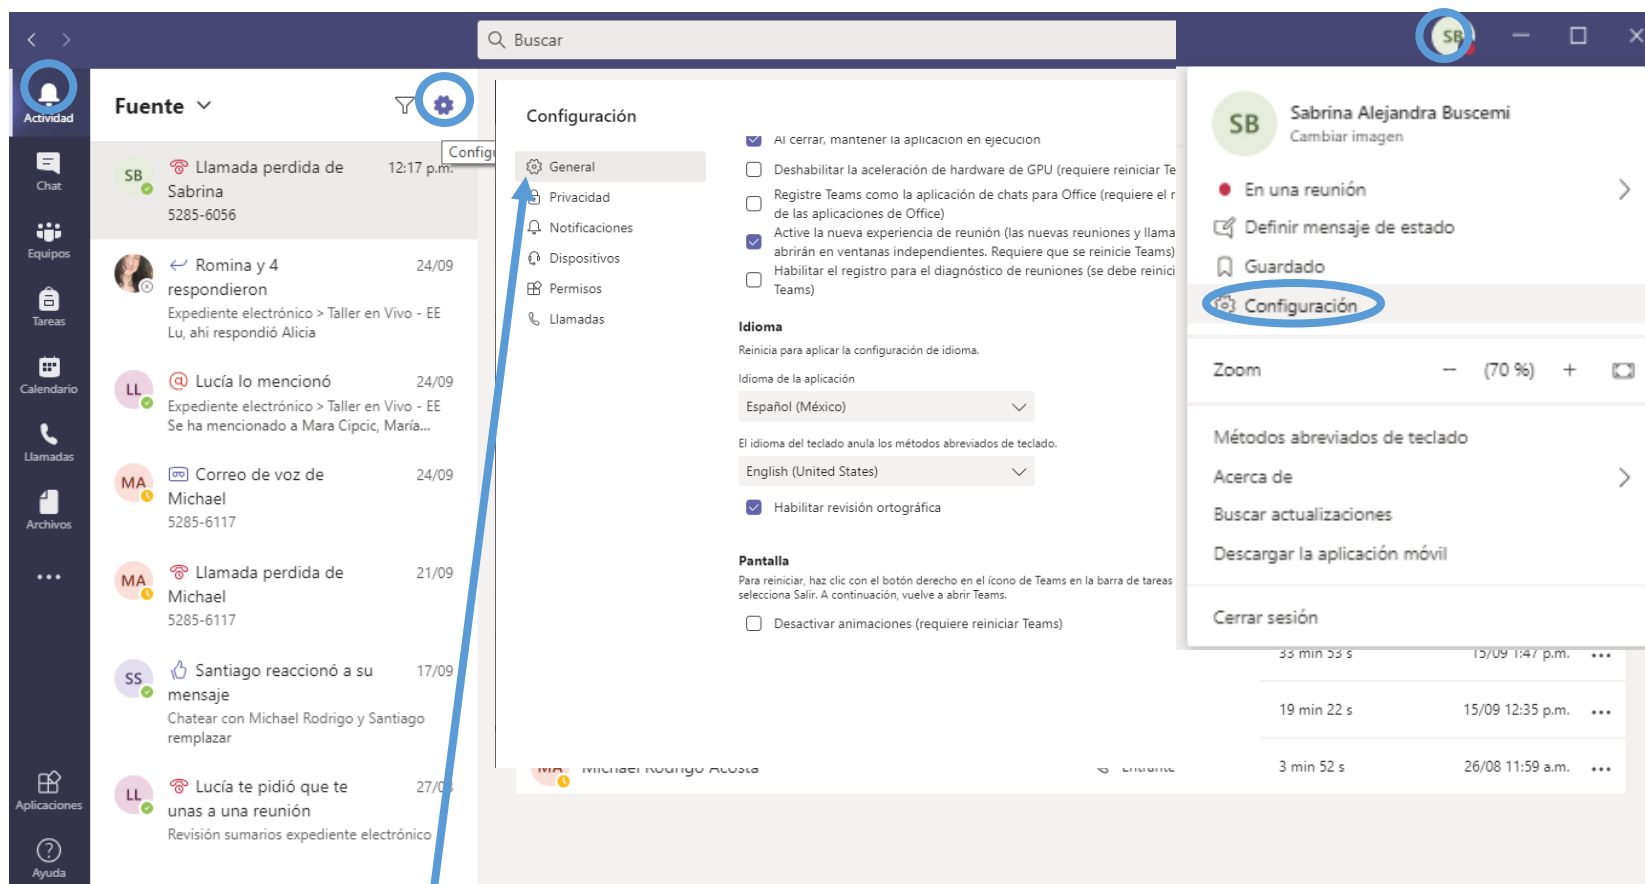 Buscar
SB
Actividad
Chat
Equipos
Tareas
Calendario
Llamadas
Archivos
Aplicaciones
Ayuda
Fuente
SB
Llamada perdida de
Sabrina
5285-6056
12:17 p.m.
Romina y 4
respondieron
24/09
Expediente electrónico > Taller en Vivo - EE
Lu, ahi respondió Alicia
LL
Lucía lo mencionó
24/09
Expediente electrónico > Taller en Vivo - EE
Se ha mencionado a Mara Cipcic, María...
MA
Correo de voz de
Michael
5285-6117
24/09
MA
Llamada perdida de
Michael
5285-6117
21/09
SS
Santiago reaccionó a su
mensaje
17/09
Chatear con Michael Rodrigo y Santiago
remplazar
LL
Lucía te pidió que te
unas a una reunión
Revisión sumarios expediente electrónico
Configuración
General
Privacidad
Notificaciones
Dispositivos
Permisos
Llamadas
Al cerrar, mantener la aplicación en ejecución
Deshabilitar la aceleración de hardware de GPU (requiere reiniciar Te
Registre Teams como la aplicación de chats para Office (requiere el r
de las aplicaciones de Office)
Active la nueva experiencia de reunión (las nuevas reuniones y llama
abrirán en ventanas independientes. Requiere que se reinicie Teams)
Habilitar el registro para el diagnóstico de reuniones (se debe reinici
Teams)
Idioma
Reinicia para aplicar la configuración de idioma.
Idioma de la aplicación
Español (México)
El idioma del teclado anula los métodos abreviados de teclado.
English (United States)
Habilitar revisión ortográfica
Pantalla
Para reiniciar, haz clic con el botón derecho en el ícono de Teams en la barra de tareas
selecciona Salir. A continuación, vuelve a abrir Teams.
Desactivar animaciones (requiere reiniciar Teams)
SB
Sabrina Alejandra Buscemi
Cambiar imagen
En una reunión
Definir mensaje de estado
Guardado
Configuración
Zoom
(70 %)
Métodos abreviados de teclado
Acerca de
Buscar actualizaciones
Descargar la aplicación móvil
Cerrar sesión
33 min 53 s
15/09 1:47 p.m.
19 min 22 s
15/09 12:35 p.m.
MA
Michael Rodrigo Acosta
Entrante
3 min 52 s
26/08 11:59 a.m.